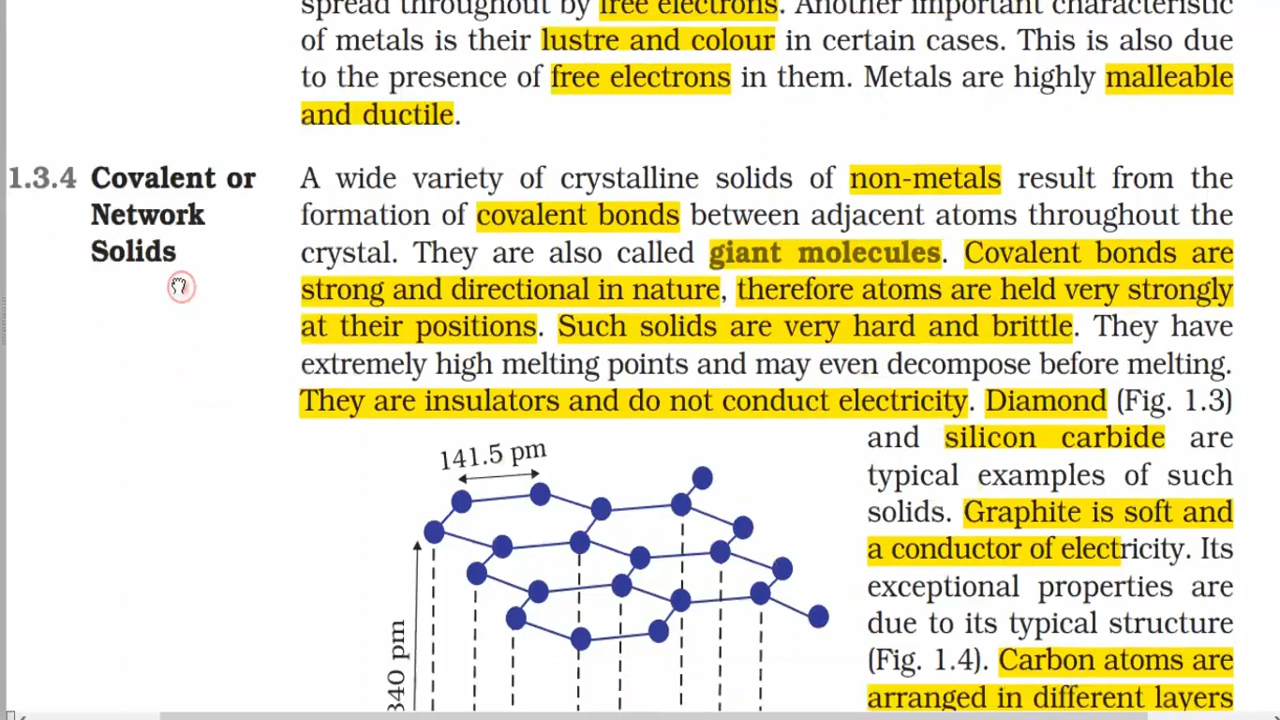 spread throughout by free electrons. Another important characteristic
of metals is their lustre and colour in certain cases. This is also due
to the presence of free electrons in them. Metals are highly malleable
and ductile.
1.3.4 Covalent or
Network
Solids
A wide variety of crystalline solids of non-metals result from the
formation of covalent bonds between adjacent atoms throughout the
crystal. They are also called giant molecules. Covalent bonds are
strong and directional in nature, therefore atoms are held very strongly
at their positions. Such solids are very hard and brittle. They have
extremely high melting points and may even decompose before melting.
They are insulators and do not conduct electricity. Diamond (Fig. 1.3)
and silicon carbide are
typical examples of such
solids. Graphite is soft and
a conductor of electricity. Its
exceptional properties are
due to its typical structure
(Fig. 1.4). Carbon atoms are
arranged in different layers
141.5 pm
340 pm